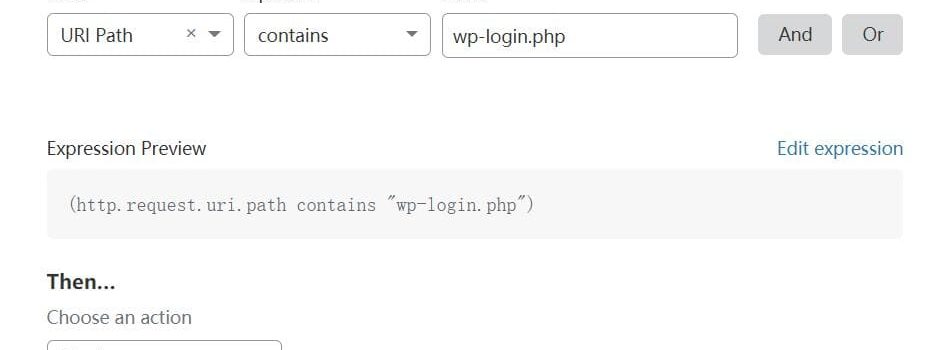 URI Path × contains wp-login.php And Or
Expression Preview Edit expression
(http.request.uri.path contains "wp-login.php")
Then...
Choose an action